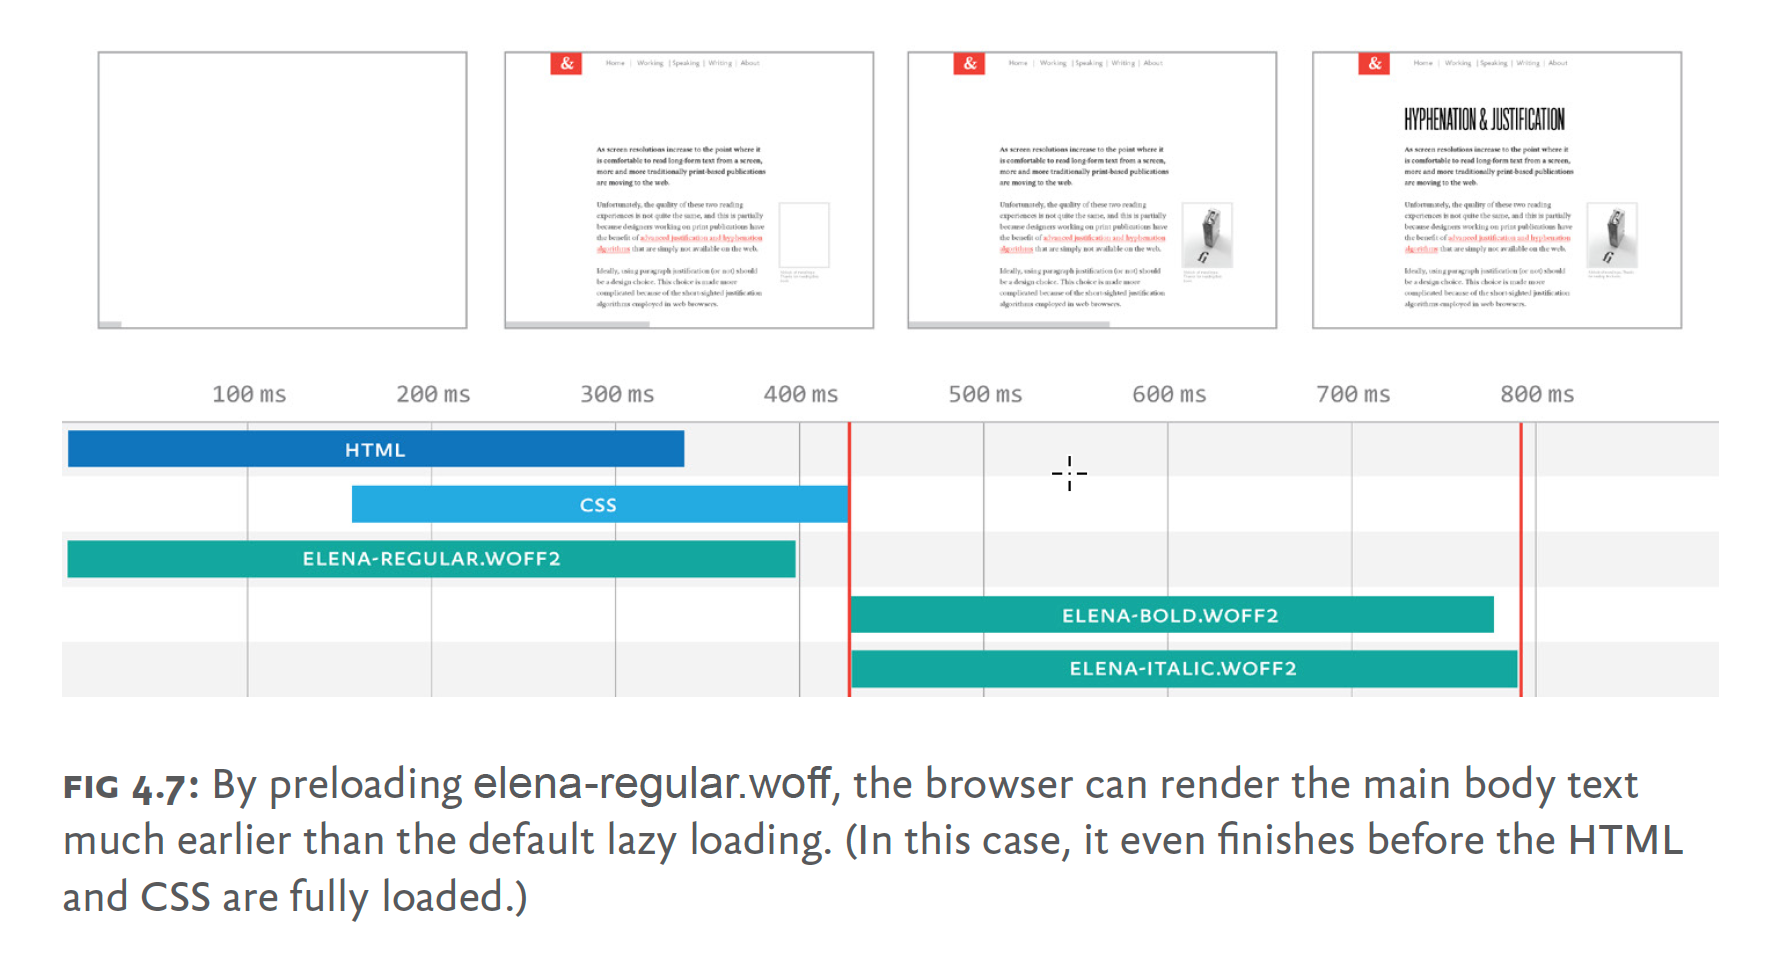 &
Home | Working | Speaking | Writing | About
As screen resolutions increase to the point where it
is comfortable to read long-form text from a screen,
more and more traditionally print-based publications
are moving to the web.
Unfortunately, the quality of these two reading
experiences is not quite the same, and this is partially
because designers working on print publications have
the benefit of advanced justification and hyphenation
algorithms that are simply not available on the web.
Ideally, using paragraph justification (or not) should
be a design choice. This choice is made more
complicated because of the short-sighted justification
algorithms employed in web browsers.
&
Home | Working | Speaking | Writing | About
As screen resolutions increase to the point where it
is comfortable to read long-form text from a screen,
more and more traditionally print-based publications
are moving to the web.
Unfortunately, the quality of these two reading
experiences is not quite the same, and this is partially
because designers working on print publications have
the benefit of advanced justification and hyphenation
algorithms that are simply not available on the web.
Ideally, using paragraph justification (or not) should
be a design choice. This choice is made more
complicated because of the short-sighted justification
algorithms employed in web browsers.
&
Home | Working | Speaking | Writing | About
HYPHENATION & JUSTIFICATION
As screen resolutions increase to the point where it
is comfortable to read long-form text from a screen,
more and more traditionally print-based publications
are moving to the web.
Unfortunately, the quality of these two reading
experiences is not quite the same, and this is partially
because designers working on print publications have
the benefit of advanced justification and hyphenation
algorithms that are simply not available on the web.
Ideally, using paragraph justification (or not) should
be a design choice. This choice is made more
complicated because of the short-sighted justification
algorithms employed in web browsers.
100 ms 200 ms 300 ms 400 ms 500 ms 600 ms 700 ms 800 ms
HTML
CSS
ELENA-REGULAR.WOFF2
ELENA-BOLD.WOFF2
ELENA-ITALIC.WOFF2
FIG 4.7: By preloading elena-regular.woff, the browser can render the main body text
much earlier than the default lazy loading. (In this case, it even finishes before the HTML
and CSS are fully loaded.)